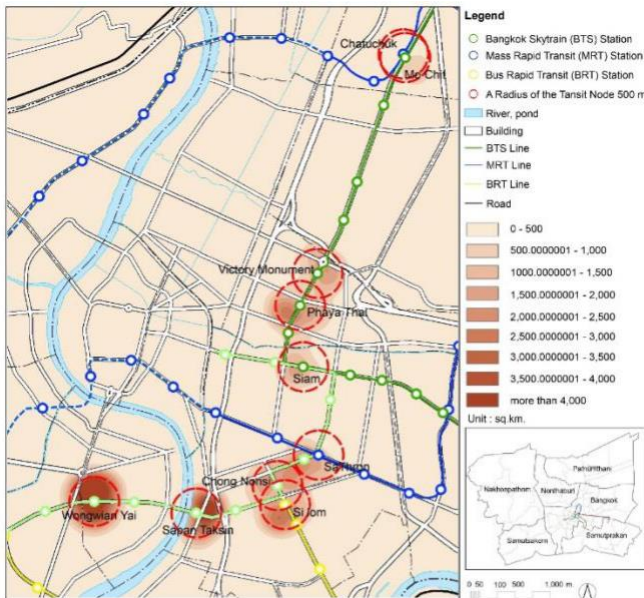 Chatuchuk
Mo Chit
Victory Monument
Phaya Thai
Siam
Chong Nonsi
Si lom
Wongwian Yai
Sapan Taksin
Legend
Bangkok Skytrain (BTS) Station
Mass Rapid Transit (MRT) Station
Bus Rapid Transit (BRT) Station
A Radius of the Tansit Node 500 m
River, pond
Building
BTS Line
MRT Line
BRT Line
Road
0 - 500
500.0000001 - 1,000
1000.0000001 - 1,500
1,500.0000001 - 2,000
2,000.0000001 - 2,500
2,500.0000001 - 3,000
3,000.0000001 - 3,500
3,500.0000001 - 4,000
more than 4,000
Unit : sq.km.
Pathumthani
Nakhonpathom
Nonthaburi
Bangkok
Samutsakorn
Samutprakan
0 50 100 500 1,000 m